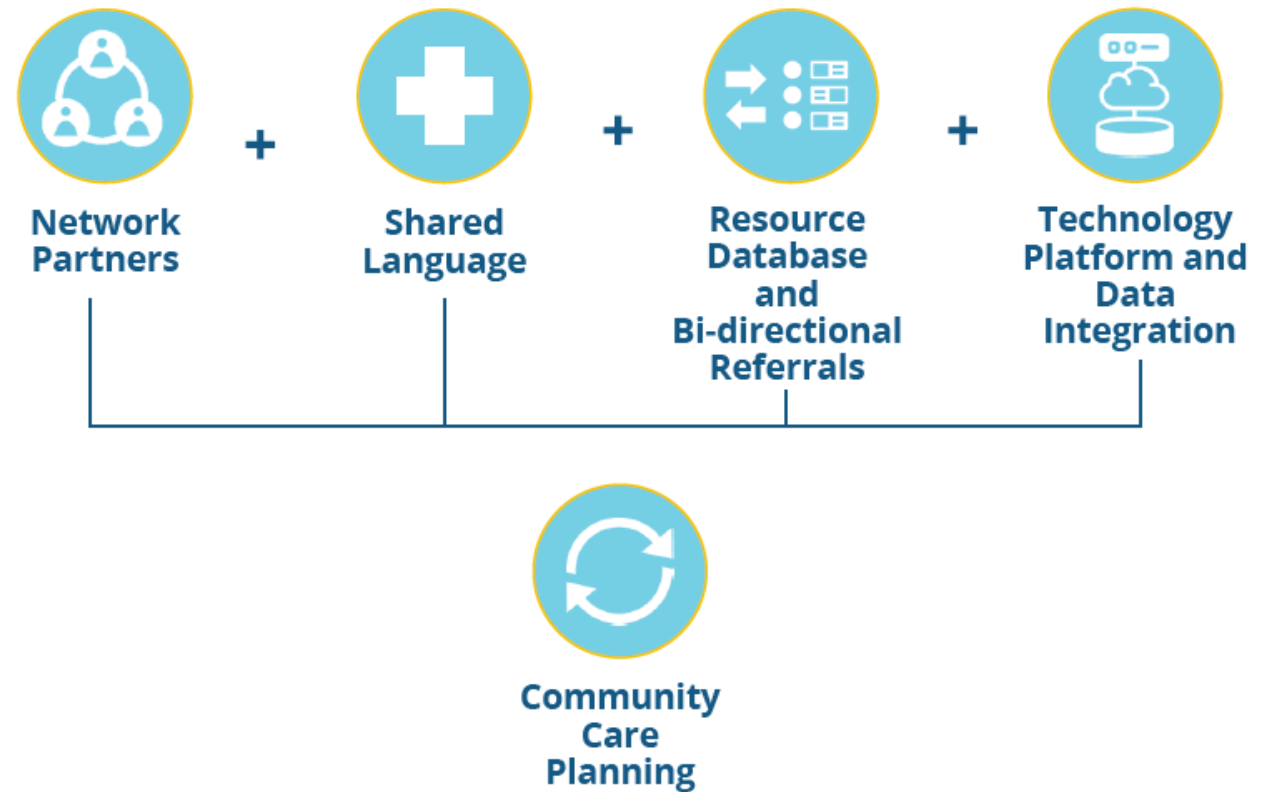 +
+
+
Network
Partners
Shared
Language
Resource
Database
and
Bi-directional
Referrals
Technology
Platform and
Data
Integration
Community
Care
Planning